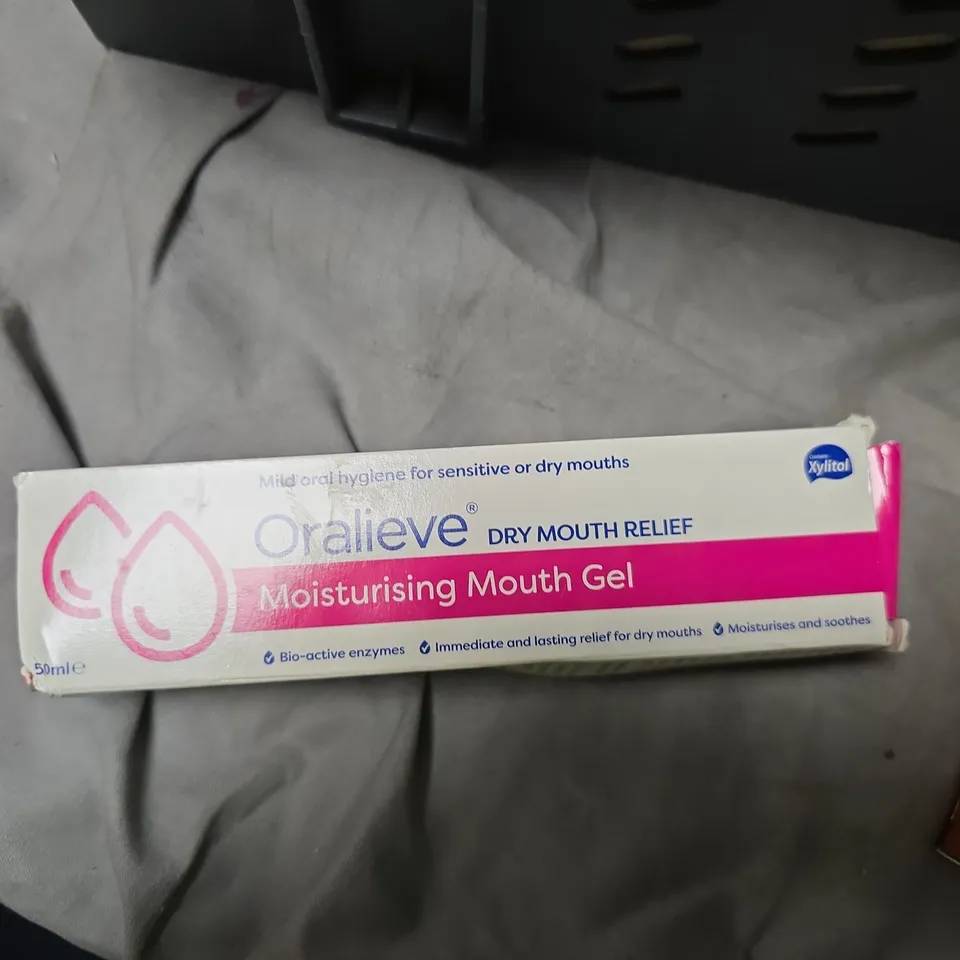 Mild oral hygiene for sensitive or dry mouths
Contains
Xylitol
Oralieve® DRY MOUTH RELIEF
Moisturising Mouth Gel
Bio-active enzymes Immediate and lasting relief for dry mouths Moisturises and soothes
50ml e